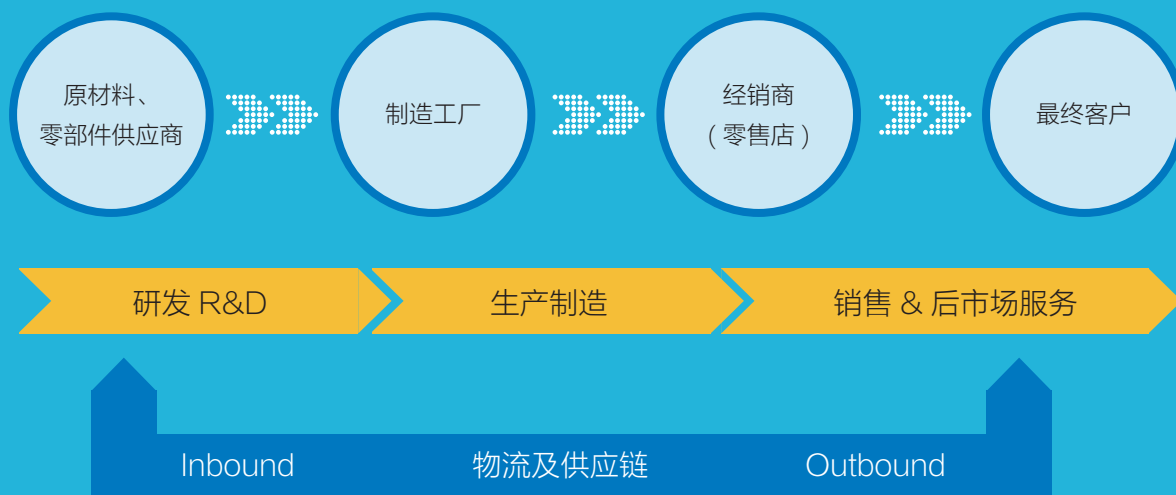 原材料、
零部件供应商
制造工厂
经销商
（零售店）
最终客户
研发 R&D
生产制造
销售 & 后市场服务
Inbound
物流及供应链
Outbound